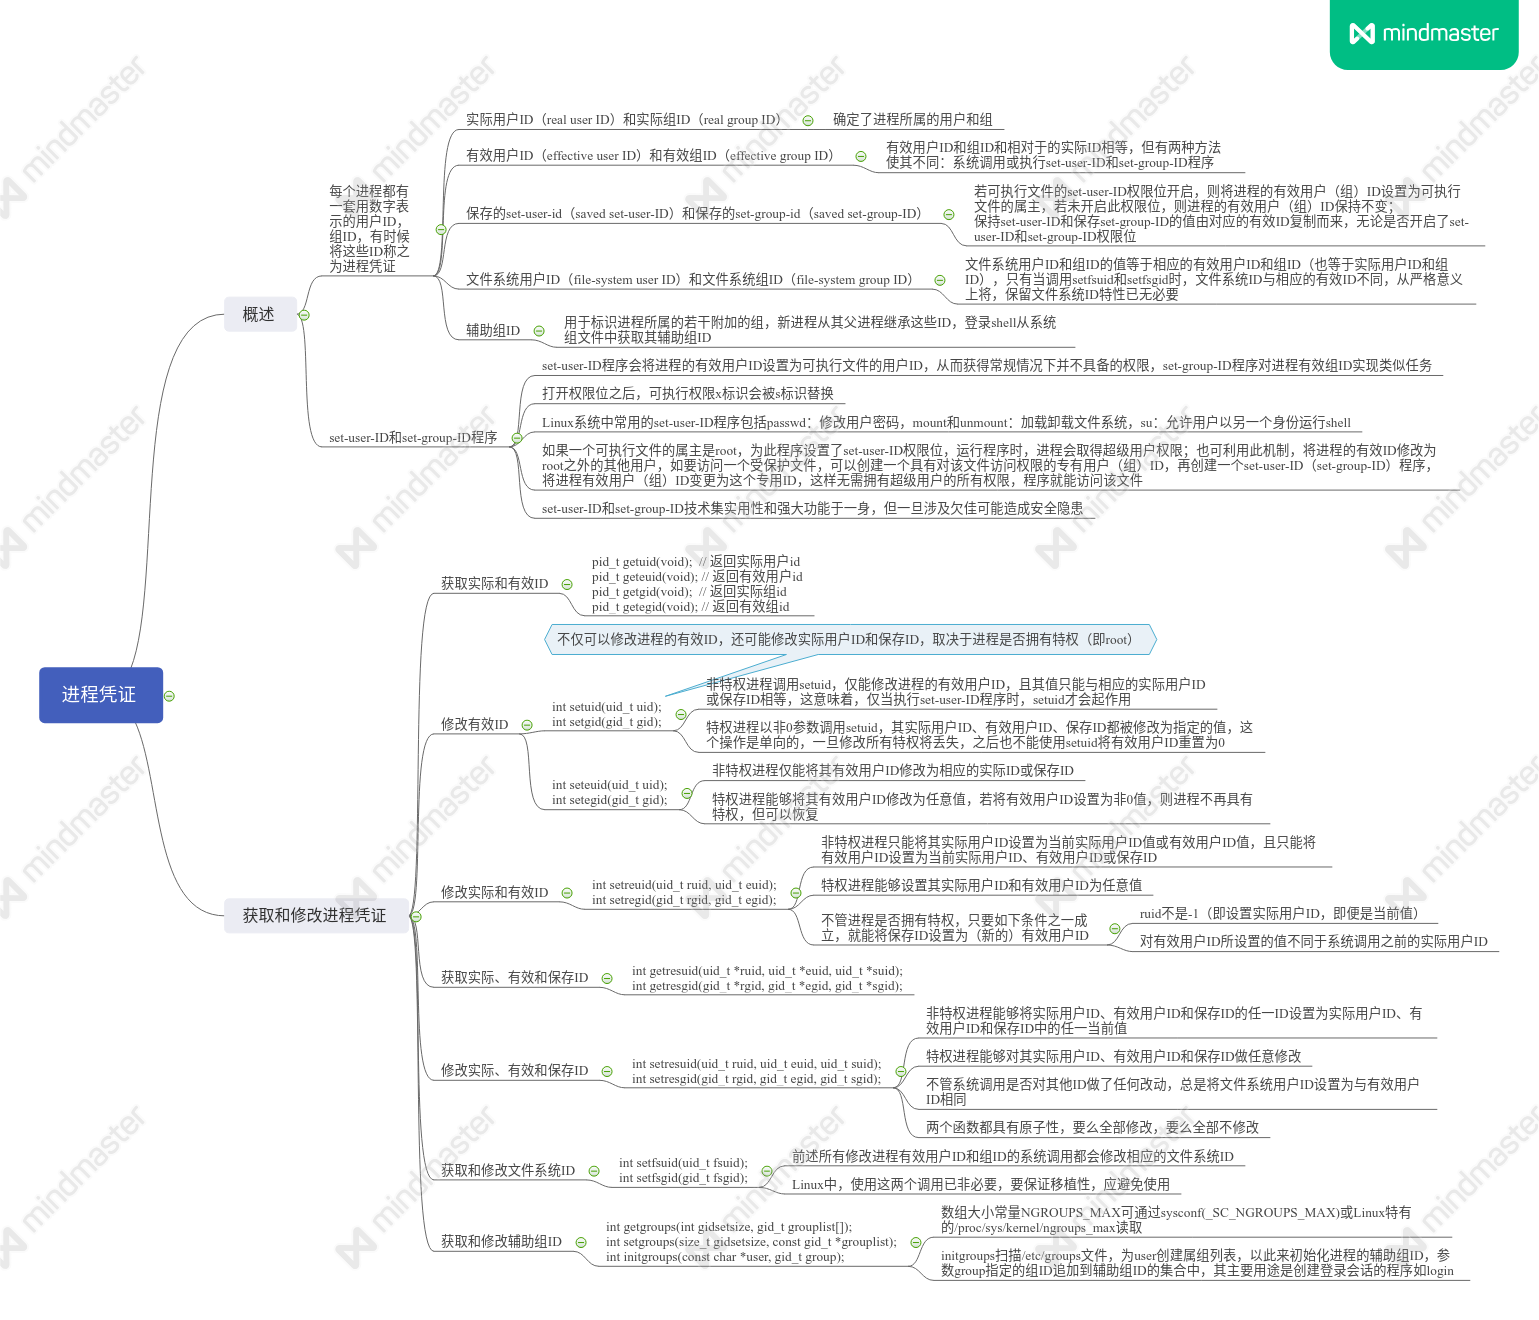 mindmaster
进程凭证
概述
每个进程都有
一套用数字表
示的用户ID，
组ID，有时候
将这些ID称之
为进程凭证
实际用户ID（real user ID）和实际组ID（real group ID）
确定了进程所属的用户和组
有效用户ID（effective user ID）和有效组ID（effective group ID）
有效用户ID和组ID和相对于的实际ID相等，但有两种方法
使其不同：系统调用或执行set-user-ID和set-group-ID程序
保存的set-user-id（saved set-user-ID）和保存的set-group-id（saved set-group-ID）
若可执行文件的set-user-ID权限位开启，则将进程的有效用户（组）ID设置为可执行
文件的属主，若未开启此权限位，则进程的有效用户（组）ID保持不变；
保持set-user-ID和保存set-group-ID的值由对应的有效ID复制而来，无论是否开启了set-
user-ID和set-group-ID权限位
文件系统用户ID（file-system user ID）和文件系统组ID（file-system group ID）
文件系统用户ID和组ID的值等于相应的有效用户ID和组ID（也等于实际用户ID和组
ID），只有当调用setfsuid和setfsgid时，文件系统ID与相应的有效ID不同，从严格意义
上将，保留文件系统ID特性已无必要
辅助组ID
用于标识进程所属的若干附加的组，新进程从其父进程继承这些ID，登录shell从系统
组文件中获取其辅助组ID
set-user-ID和set-group-ID程序
set-user-ID程序会将进程的有效用户ID设置为可执行文件的用户ID，从而获得常规情况下并不具备的权限，set-group-ID程序对进程有效组ID实现类似任务
打开权限位之后，可执行权限x标识会被s标识替换
Linux系统中常用的set-user-ID程序包括passwd：修改用户密码，mount和unmount：加载卸载文件系统，su：允许用户以另一个身份运行shell
如果一个可执行文件的属主是root，为此程序设置了set-user-ID权限位，运行程序时，进程会取得超级用户权限；也可利用此机制，将进程的有效ID修改为
root之外的其他用户，如要访问一个受保护文件，可以创建一个具有对该文件访问权限的专有用户（组）ID，再创建一个set-user-ID（set-group-ID）程序，
将进程有效用户（组）ID变更为这个专用ID，这样无需拥有超级用户的所有权限，程序就能访问该文件
set-user-ID和set-group-ID技术集实用性和强大功能于一身，但一旦涉及欠佳可能造成安全隐患
获取和修改进程凭证
获取实际和有效ID
pid_t getuid(void);  // 返回实际用户id
pid_t geteuid(void); // 返回有效用户id
pid_t getgid(void);  // 返回实际组id
pid_t getegid(void); // 返回有效组id
不仅可以修改进程的有效ID，还可能修改实际用户ID和保存ID，取决于进程是否拥有特权（即root）
修改有效ID
int setuid(uid_t uid);
int setgid(gid_t gid);
非特权进程调用setuid，仅能修改进程的有效用户ID，且其值只能与相应的实际用户ID
或保存ID相等，这意味着，仅当执行set-user-ID程序时，setuid才会起作用
特权进程以非0参数调用setuid，其实际用户ID、有效用户ID、保存ID都被修改为指定的值，这
个操作是单向的，一旦修改所有特权将丢失，之后也不能使用setuid将有效用户ID重置为0
int seteuid(uid_t uid);
int setegid(gid_t gid);
非特权进程仅能将其有效用户ID修改为相应的实际ID或保存ID
特权进程能够将其有效用户ID修改为任意值，若将有效用户ID设置为非0值，则进程不再具有
特权，但可以恢复
修改实际和有效ID
int setreuid(uid_t ruid, uid_t euid);
int setregid(gid_t rgid, gid_t egid);
非特权进程只能将其实际用户ID设置为当前实际用户ID值或有效用户ID值，且只能将
有效用户ID设置为当前实际用户ID、有效用户ID或保存ID
特权进程能够设置其实际用户ID和有效用户ID为任意值
不管进程是否拥有特权，只要如下条件之一成
立，就能将保存ID设置为（新的）有效用户ID
ruid不是-1（即设置实际用户ID，即便是当前值）
对有效用户ID所设置的值不同于系统调用之前的实际用户ID
获取实际、有效和保存ID
int getresuid(uid_t *ruid, uid_t *euid, uid_t *suid);
int getresgid(gid_t *rgid, gid_t *egid, gid_t *sgid);
修改实际、有效和保存ID
int setresuid(uid_t ruid, uid_t euid, uid_t suid);
int setresgid(gid_t rgid, gid_t egid, gid_t sgid);
非特权进程能够将实际用户ID、有效用户ID和保存ID的任一ID设置为实际用户ID、有
效用户ID和保存ID中的任一当前值
特权进程能够对其实际用户ID、有效用户ID和保存ID做任意修改
不管系统调用是否对其他ID做了任何改动，总是将文件系统用户ID设置为与有效用户
ID相同
两个函数都具有原子性，要么全部修改，要么全部不修改
获取和修改文件系统ID
int setfsuid(uid_t fsuid);
int setfsgid(gid_t fsgid);
前述所有修改进程有效用户ID和组ID的系统调用都会修改相应的文件系统ID
Linux中，使用这两个调用已非必要，要保证移植性，应避免使用
获取和修改辅助组ID
int getgroups(int gidsetsize, gid_t grouplist[]);
int setgroups(size_t gidsetsize, const gid_t *grouplist);
int initgroups(const char *user, gid_t group);
数组大小常量NGROUPS_MAX可通过sysconf(_SC_NGROUPS_MAX)或Linux特有
的/proc/sys/kernel/ngroups_max读取
initgroups扫描/etc/groups文件，为user创建属组列表，以此来初始化进程的辅助组ID，参
数group指定的组ID追加到辅助组ID的集合中，其主要用途是创建登录会话的程序如login